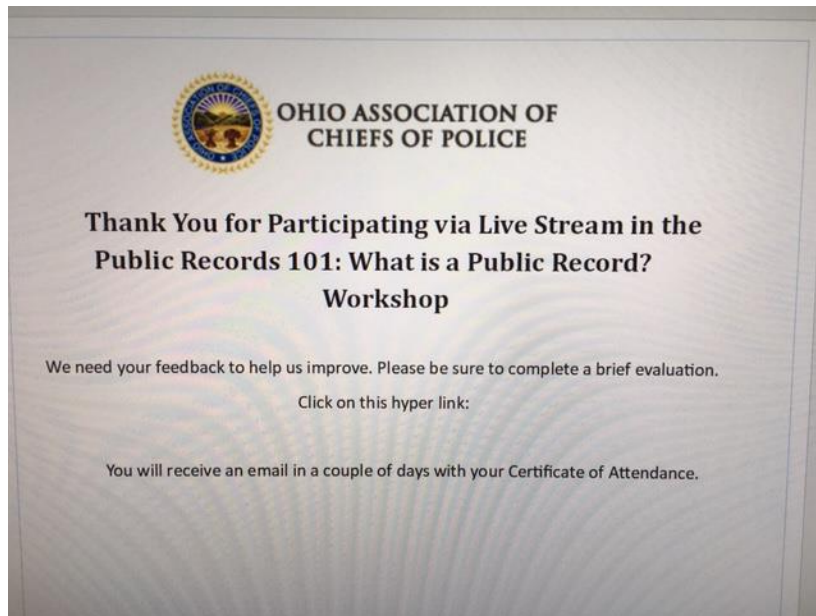 OHIO ASSOCIATION OF
CHIEFS OF POLICE
Thank You for Participating via Live Stream in the
Public Records 101: What is a Public Record?
Workshop
We need your feedback to help us improve. Please be sure to complete a brief evaluation.
Click on this hyper link:
You will receive an email in a couple of days with your Certificate of Attendance.